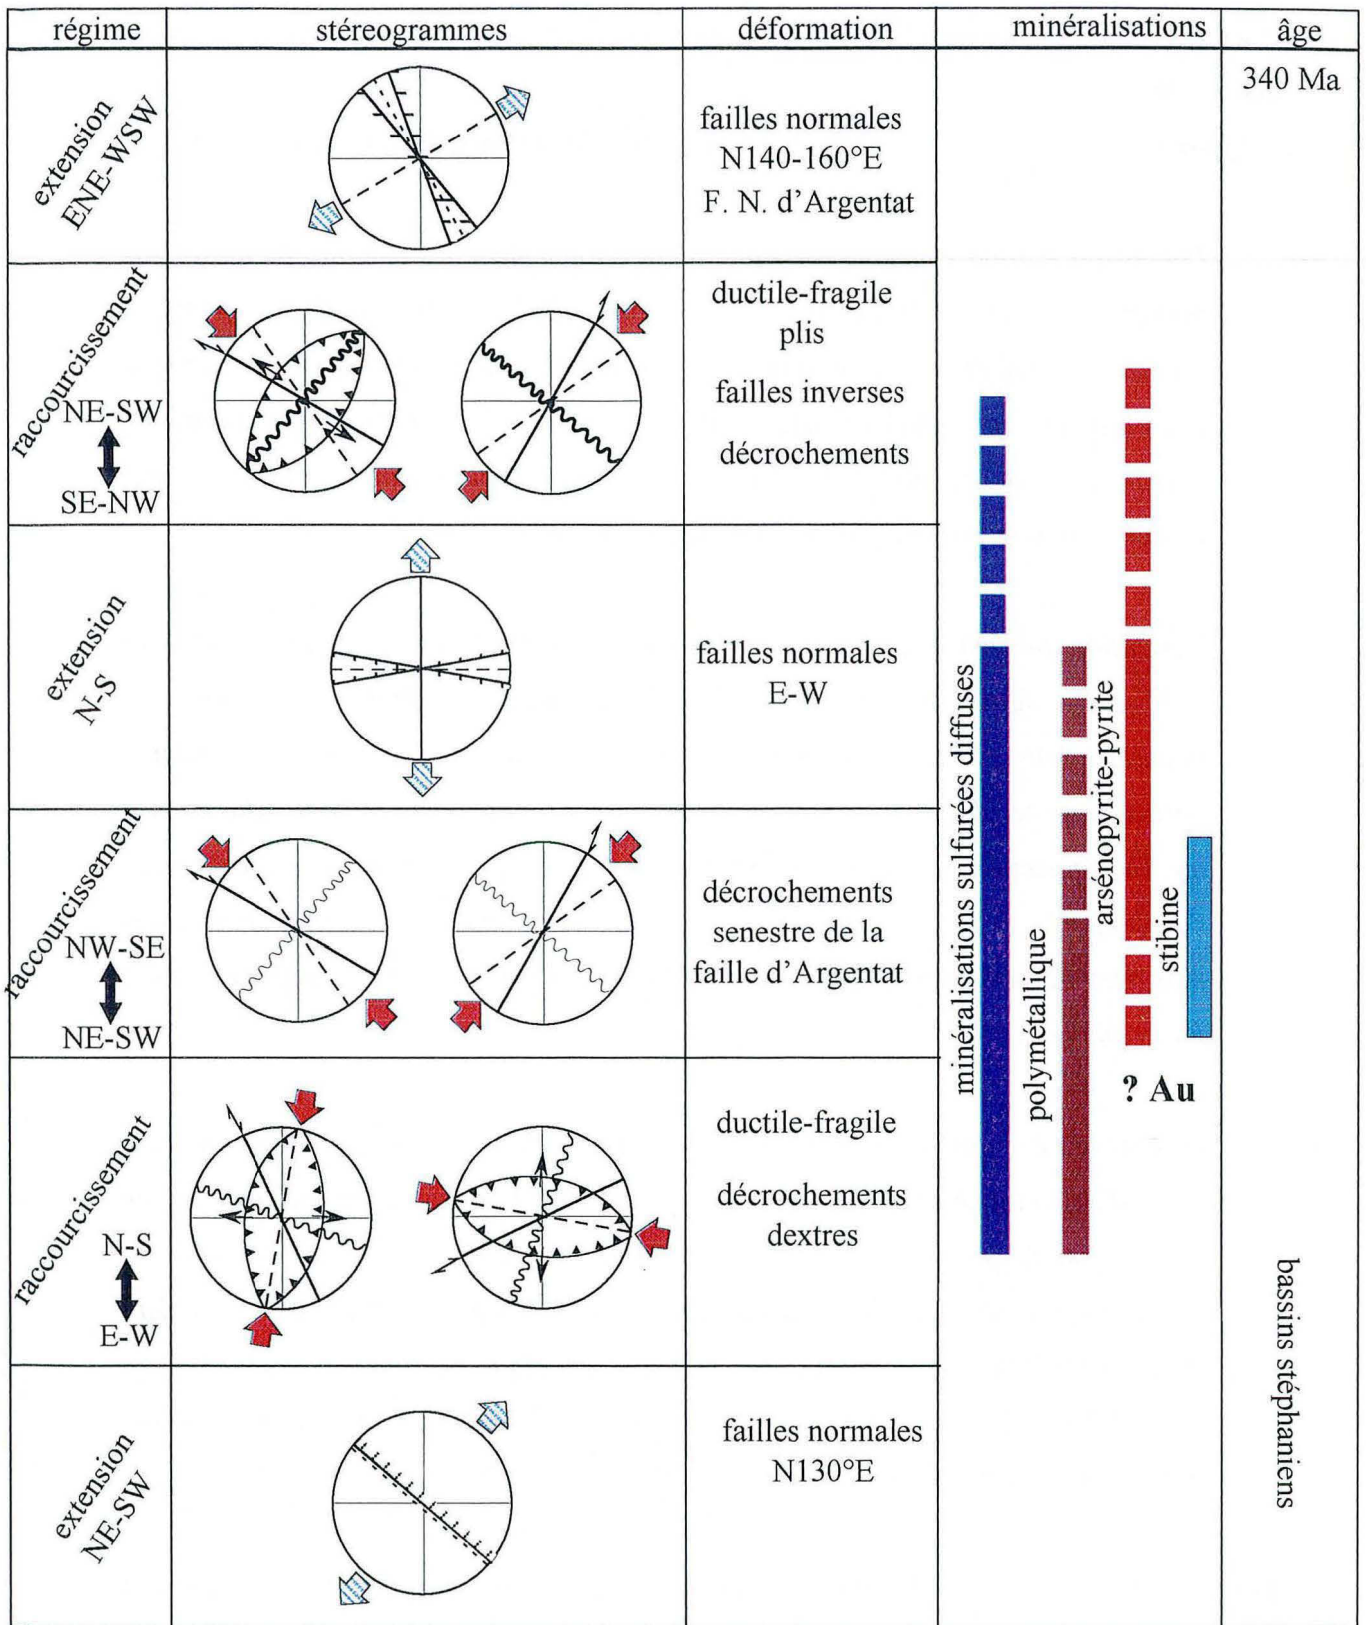 régime
stéreogrammes
déformation
minéralisations
âge
extension
ENE-WSW
failles normales
N140-160°E
F. N. d'Argentat
340 Ma
raccourcissement
NE-SW
SE-NW
ductile-fragile
plis
failles inverses
décrochements
extension
N-S
failles normales
E-W
raccourcissement
NW-SE
NE-SW
décrochements
senestre de la
faille d'Argentat
raccourcissement
N-S
E-W
ductile-fragile
décrochements
dextres
extension
NE-SW
failles normales
N130°E
minéralisations sulfurées diffuses
polymétallique
arsénopyrite-pyrite
stibine
? Au
bassins stéphaniens